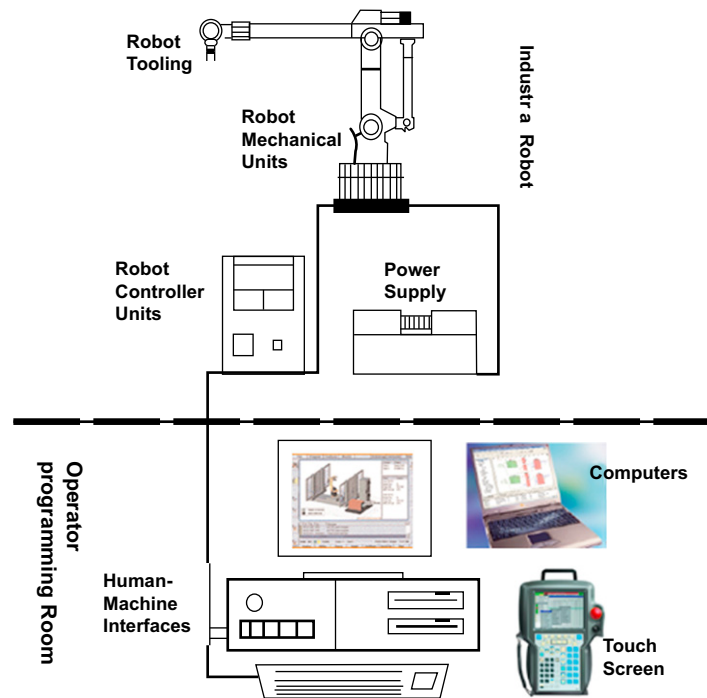 Robot
Tooling
Industr a Robot
Robot
Mechanical
Units
Robot
Controller
Units
Power
Supply
Operator
programming Room
Computers
Human-
Machine
Interfaces
Touch
Screen